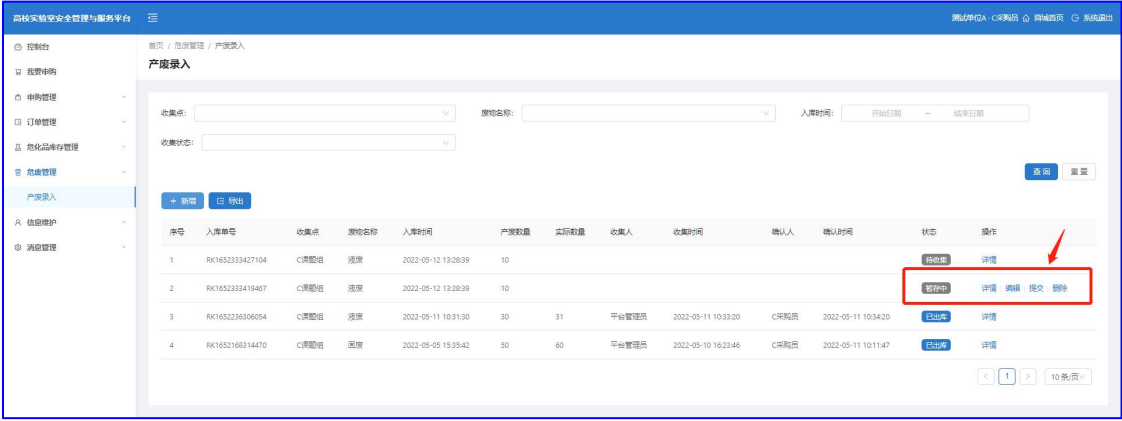 高校实验室安全管理与服务平台
测试单位A - C采购员 商城首页 系统退出
控制台
我要申购
申购管理
订单管理
危化品库存管理
危废管理
产废录入
信息维护
消息管理
首页 / 危废管理 / 产废录入
产废录入
收集点: 废物名称: 入库时间: 开始日期 ~ 结束日期
收集状态:
查询 重置
+ 新增 导出
序号 入库单号 收集点 废物名称 入库时间 产废数量 实际数量 收集人 收集时间 确认人 确认时间 状态 操作
1 RK1652333427104 C课题组 液废 2022-05-12 13:28:39 10 待收集 详情
2 RK1652333419467 C课题组 液废 2022-05-12 13:28:39 10 暂存中 详情 编辑 提交 删除
3 RK1652236306054 C课题组 液废 2022-05-11 10:31:30 30 31 平台管理员 2022-05-11 10:33:20 C采购员 2022-05-11 10:34:20 已出库 详情
4 RK1652168314470 C课题组 固废 2022-05-05 15:35:42 50 60 平台管理员 2022-05-10 16:23:46 C采购员 2022-05-11 10:11:47 已出库 详情
< 1 > 10 条/页